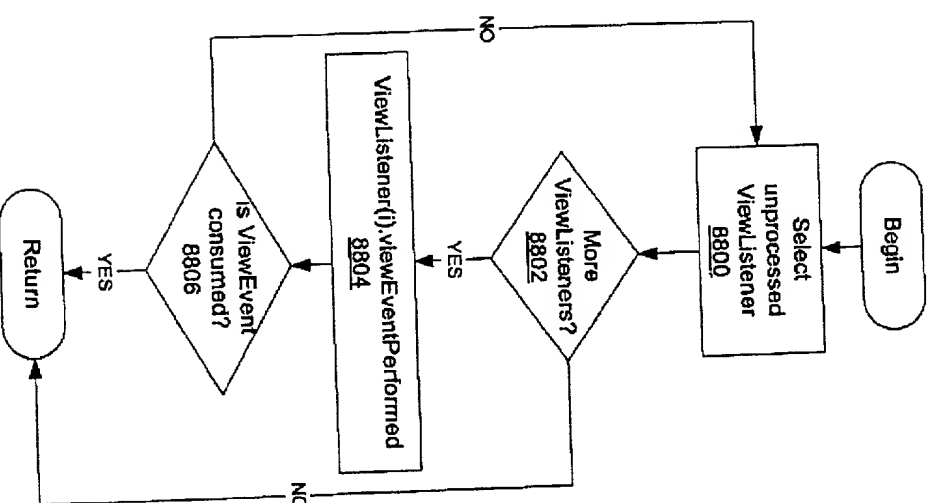 Begin
Select
unprocessed
ViewListener
8800
More
ViewListeners?
8802
YES
ViewListener(i).viewEventPerformed
8804
is ViewEvent
consumed?
8806
YES
Return
NO
NO